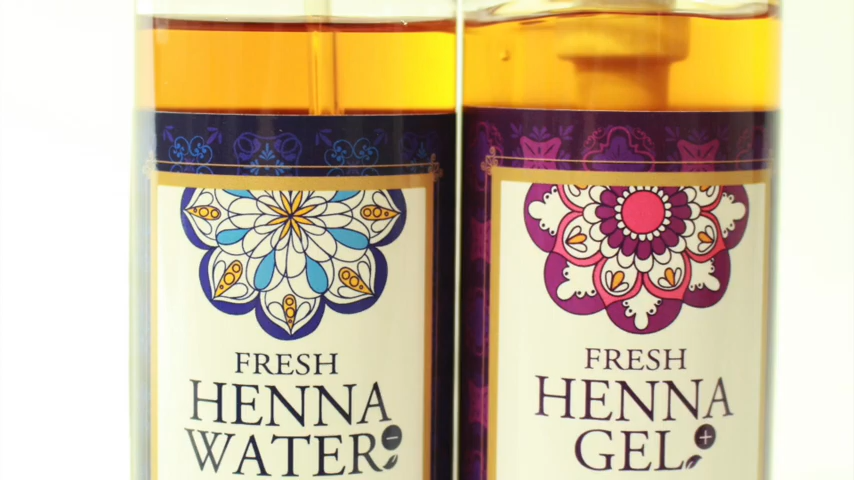 FRESH
HENNA
WATER -
FRESH
HENNA
GEL +